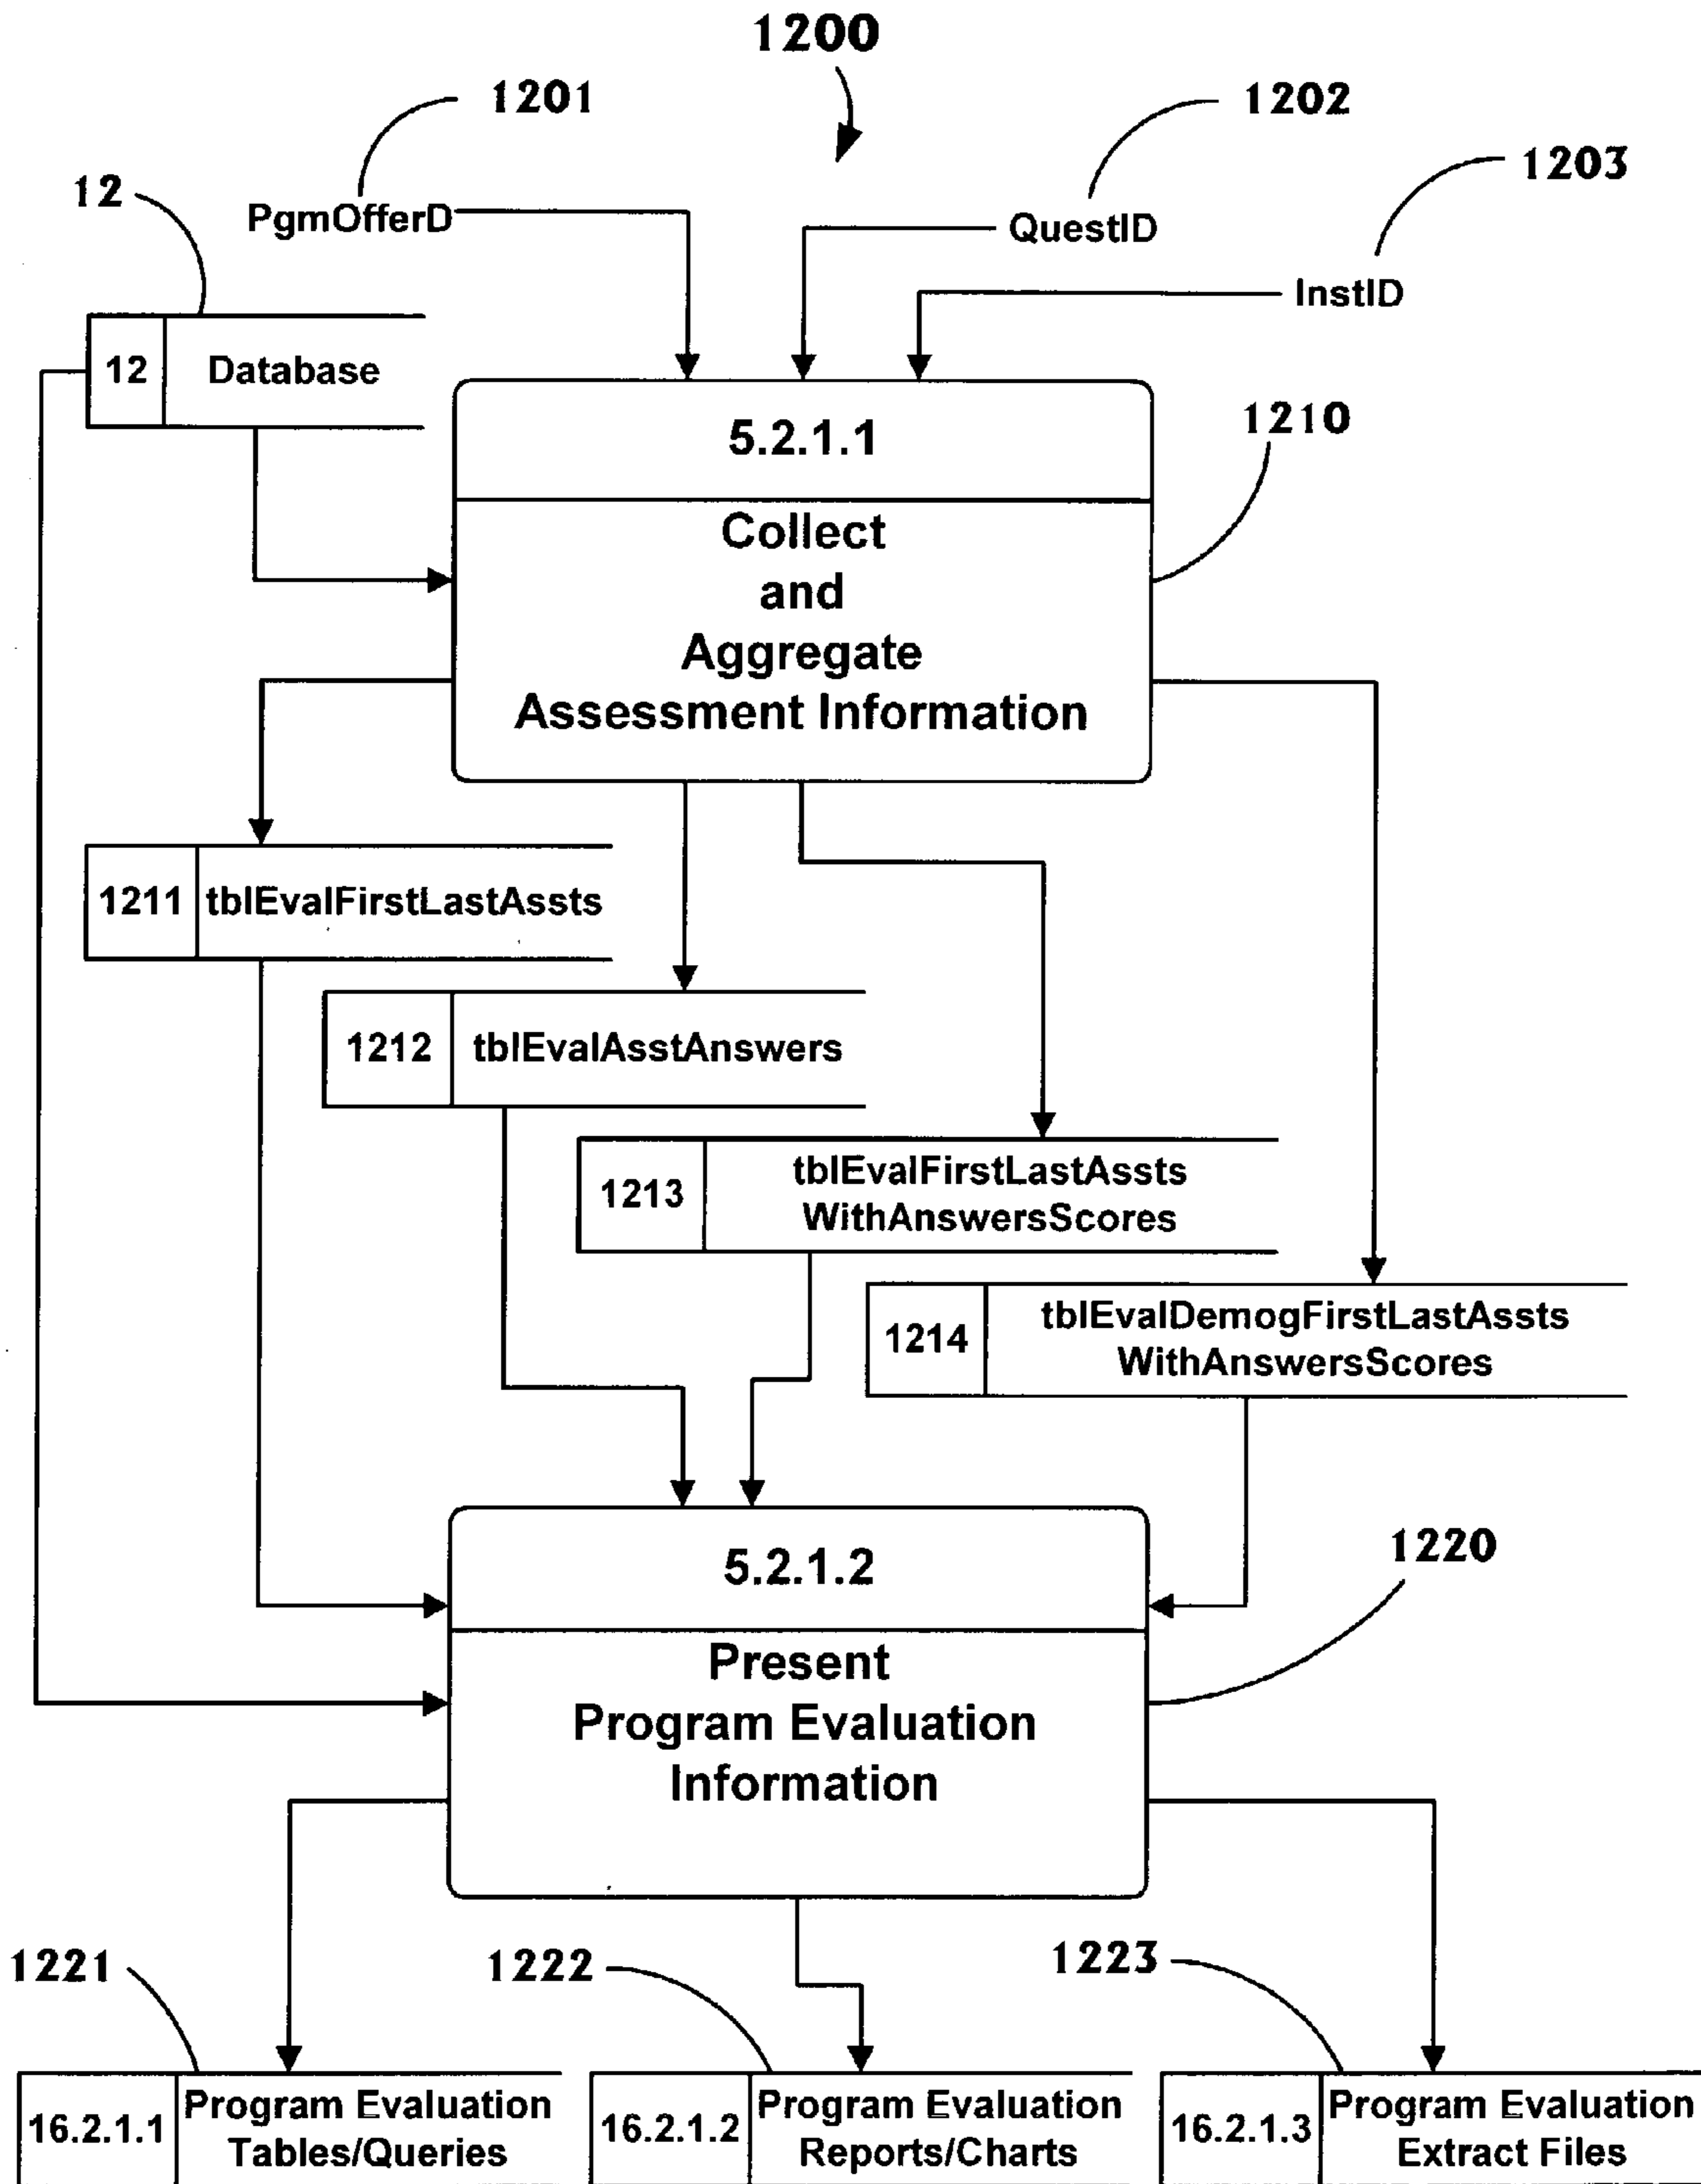 1200
1201
1202
1203
12
PgmOfferD
QuestID
InstID
12
Database
5.2.1.1
1210
Collect
and
Aggregate
Assessment Information
1211
tblEvalFirstLastAssts
1212
tblEvalAsstAnswers
1213
tblEvalFirstLastAssts
WithAnswersScores
1214
tblEvalDemogFirstLastAssts
WithAnswersScores
5.2.1.2
1220
Present
Program Evaluation
Information
1221
1222
1223
16.2.1.1
Program Evaluation
Tables/Queries
16.2.1.2
Program Evaluation
Reports/Charts
16.2.1.3
Program Evaluation
Extract Files